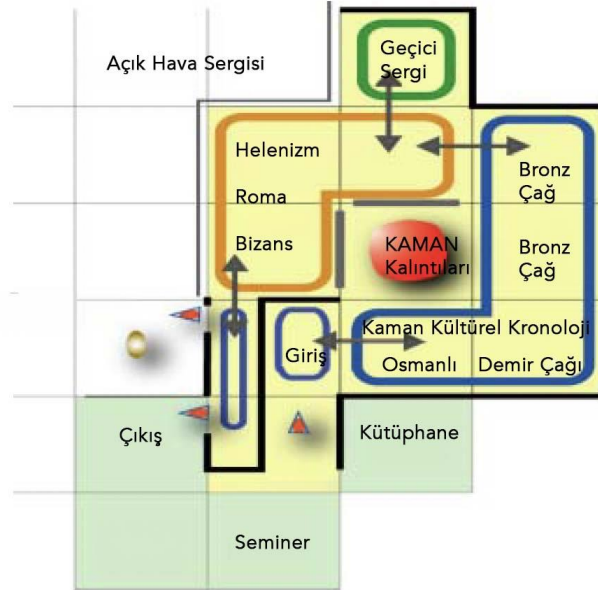 Geçici
Sergi
Açık Hava Sergisi
Helenizm
Roma
Bizans
Bronz
Çağ
KAMAN
Kalıntıları
Bronz
Çağ
Kaman Kültürel Kronoloji
Giriş
Osmanlı Demir Çağı
Çıkış
Kütüphane
Seminer